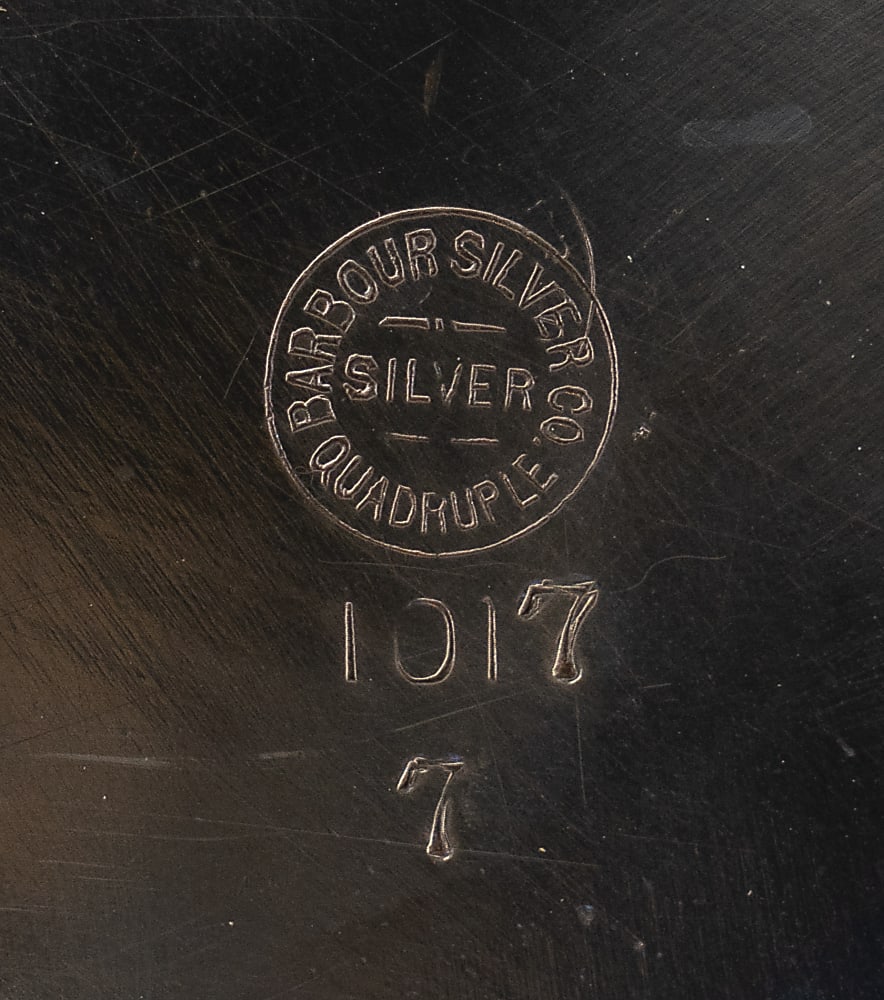 BARBOUR SILVER CO.
SILVER
QUADRUPLE
1017
7